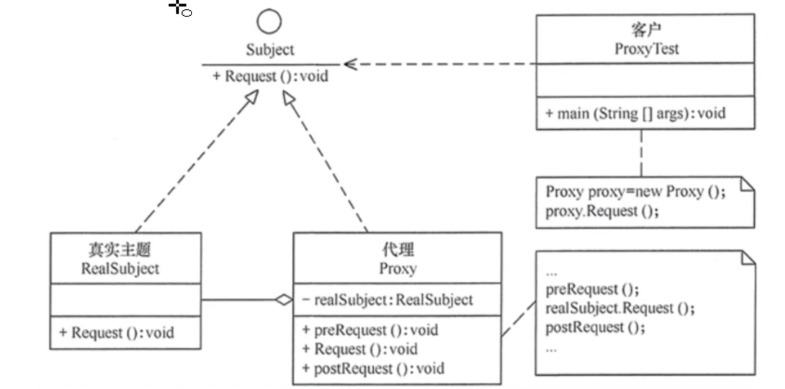 Subject
+ Request ():void
客户
ProxyTest
+ main (String [] args):void
Proxy proxy=new Proxy ();
proxy.Request ();
真实主题
RealSubject
+ Request ():void
代理
Proxy
- realSubject:RealSubject
+ preRequest ():void
+ Request ():void
+ postRequest ():void
...
preRequest ();
realSubject.Request ();
postRequest ();
...